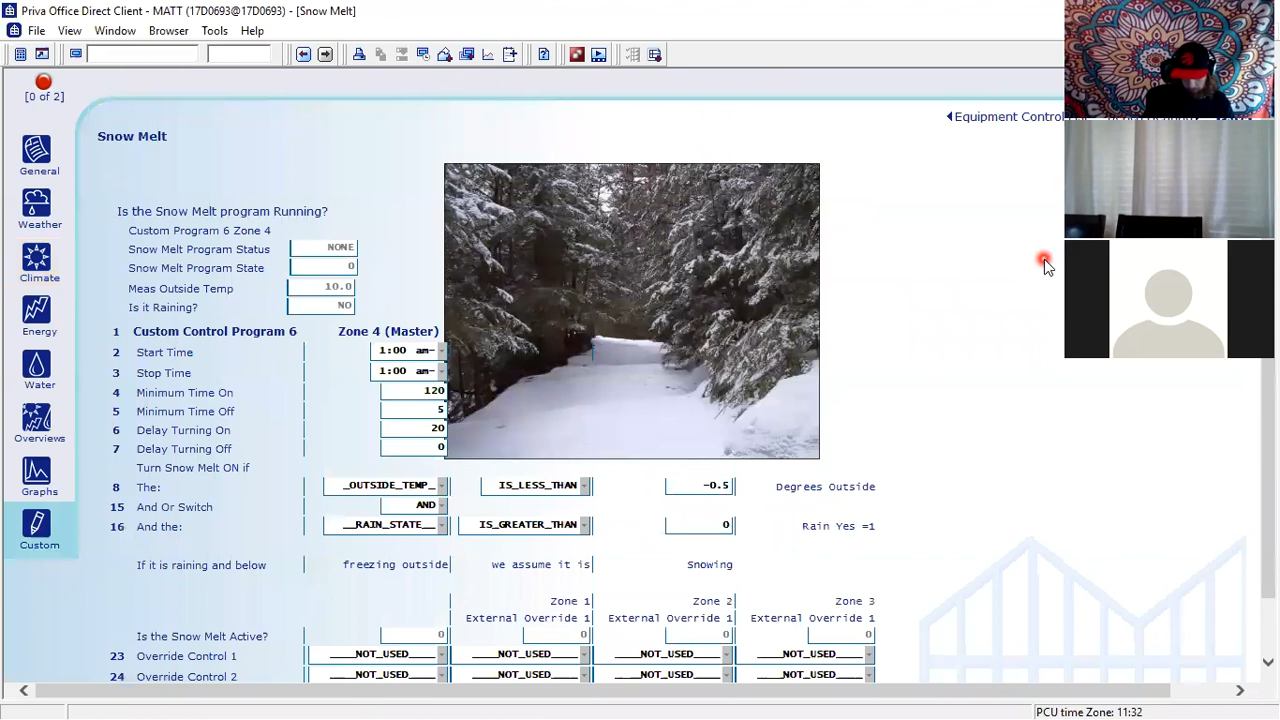 Priva Office Direct Client - MATT (17D0693@17D0693) - [Snow Melt]
File View Window Browser Tools Help
[0 of 2]
Equipment Control
Snow Melt
General
Weather
Climate
Energy
Water
Overviews
Graphs
Custom
Is the Snow Melt program Running?
Custom Program 6 Zone 4
Snow Melt Program Status NONE
Snow Melt Program State 0
Meas Outside Temp 10.0
Is it Raining? NO
1 Custom Control Program 6 Zone 4 (Master)
2 Start Time 1:00 am-
3 Stop Time 1:00 am-
4 Minimum Time On 120
5 Minimum Time Off 5
6 Delay Turning On 20
7 Delay Turning Off 0
Turn Snow Melt ON if
8 The: _OUTSIDE_TEMP_ IS_LESS_THAN -0.5 Degrees Outside
15 And Or Switch AND
16 And the: __RAIN_STATE__ IS_GREATER_THAN 0 Rain Yes =1
If it is raining and below freezing outside we assume it is Snowing
Zone 1 Zone 2 Zone 3
External Override 1 External Override 1 External Override 1
Is the Snow Melt Active? 0 0 0 0
23 Override Control 1 ____NOT_USED____ ____NOT_USED____ ____NOT_USED____ ____NOT_USED____
24 Override Control 2 ____NOT_USED____ ____NOT_USED____ ____NOT_USED____ ____NOT_USED____
PCU time Zone: 11:32